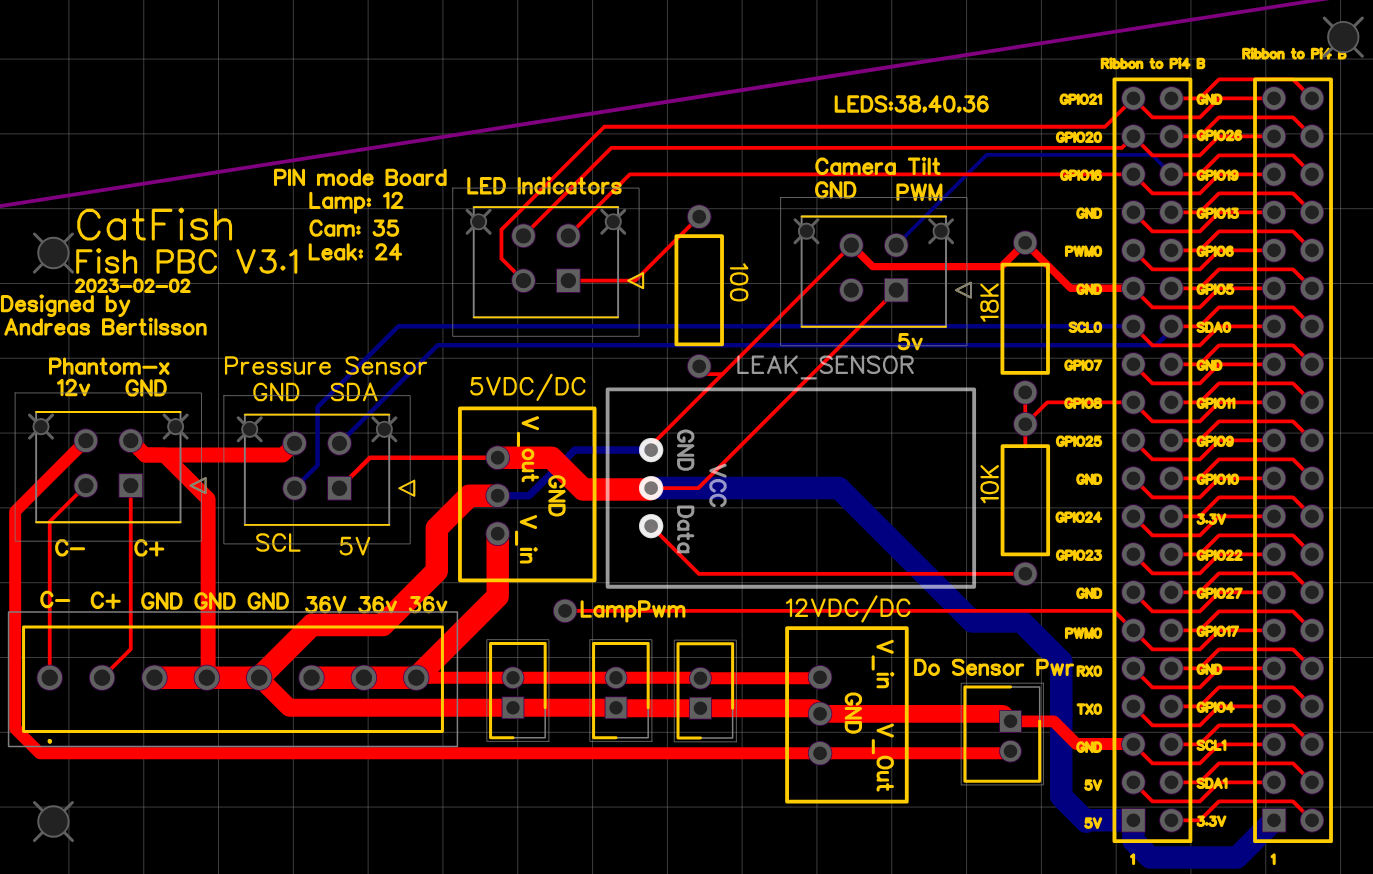 Ribbon to Pi4 B
Ribbon to Pi4 B
LEDS:38.40.36
PIN mode Board
Lamp: 12
Cam: 35
Leak: 24
LED Indicators
Camera Tilt
GND PWM
5v
CatFish
Fish PBC V3.1
2023-02-02
Designed by
Andreas Bertilsson
100
18K
10K
Phantom-x
12v GND
C- C+
Pressure Sensor
GND SDA
SCL 5V
5VDC/DC
V_out
GND
V_in
LEAK_SENSOR
GND
VCC
Data
C- C+ GND GND GND 36V 36v 36v
LampPwm
12VDC/DC
V_in
GND
V_Out
Do Sensor Pwr
GPIO21 GND
GPIO20 GPIO26
GPIO16 GPIO19
GND GPIO13
PWM0 GPIO6
GND GPIO5
SCL0 SDA0
GPIO7 GND
GPIO8 GPIO11
GPIO25 GPIO9
GND GPIO10
GPIO24 3.3V
GPIO23 GPIO22
GND GPIO27
PWM0 GPIO17
RX0 GND
TX0 GPIO4
GND SCL1
5V SDA1
5V 3.3V
1 1